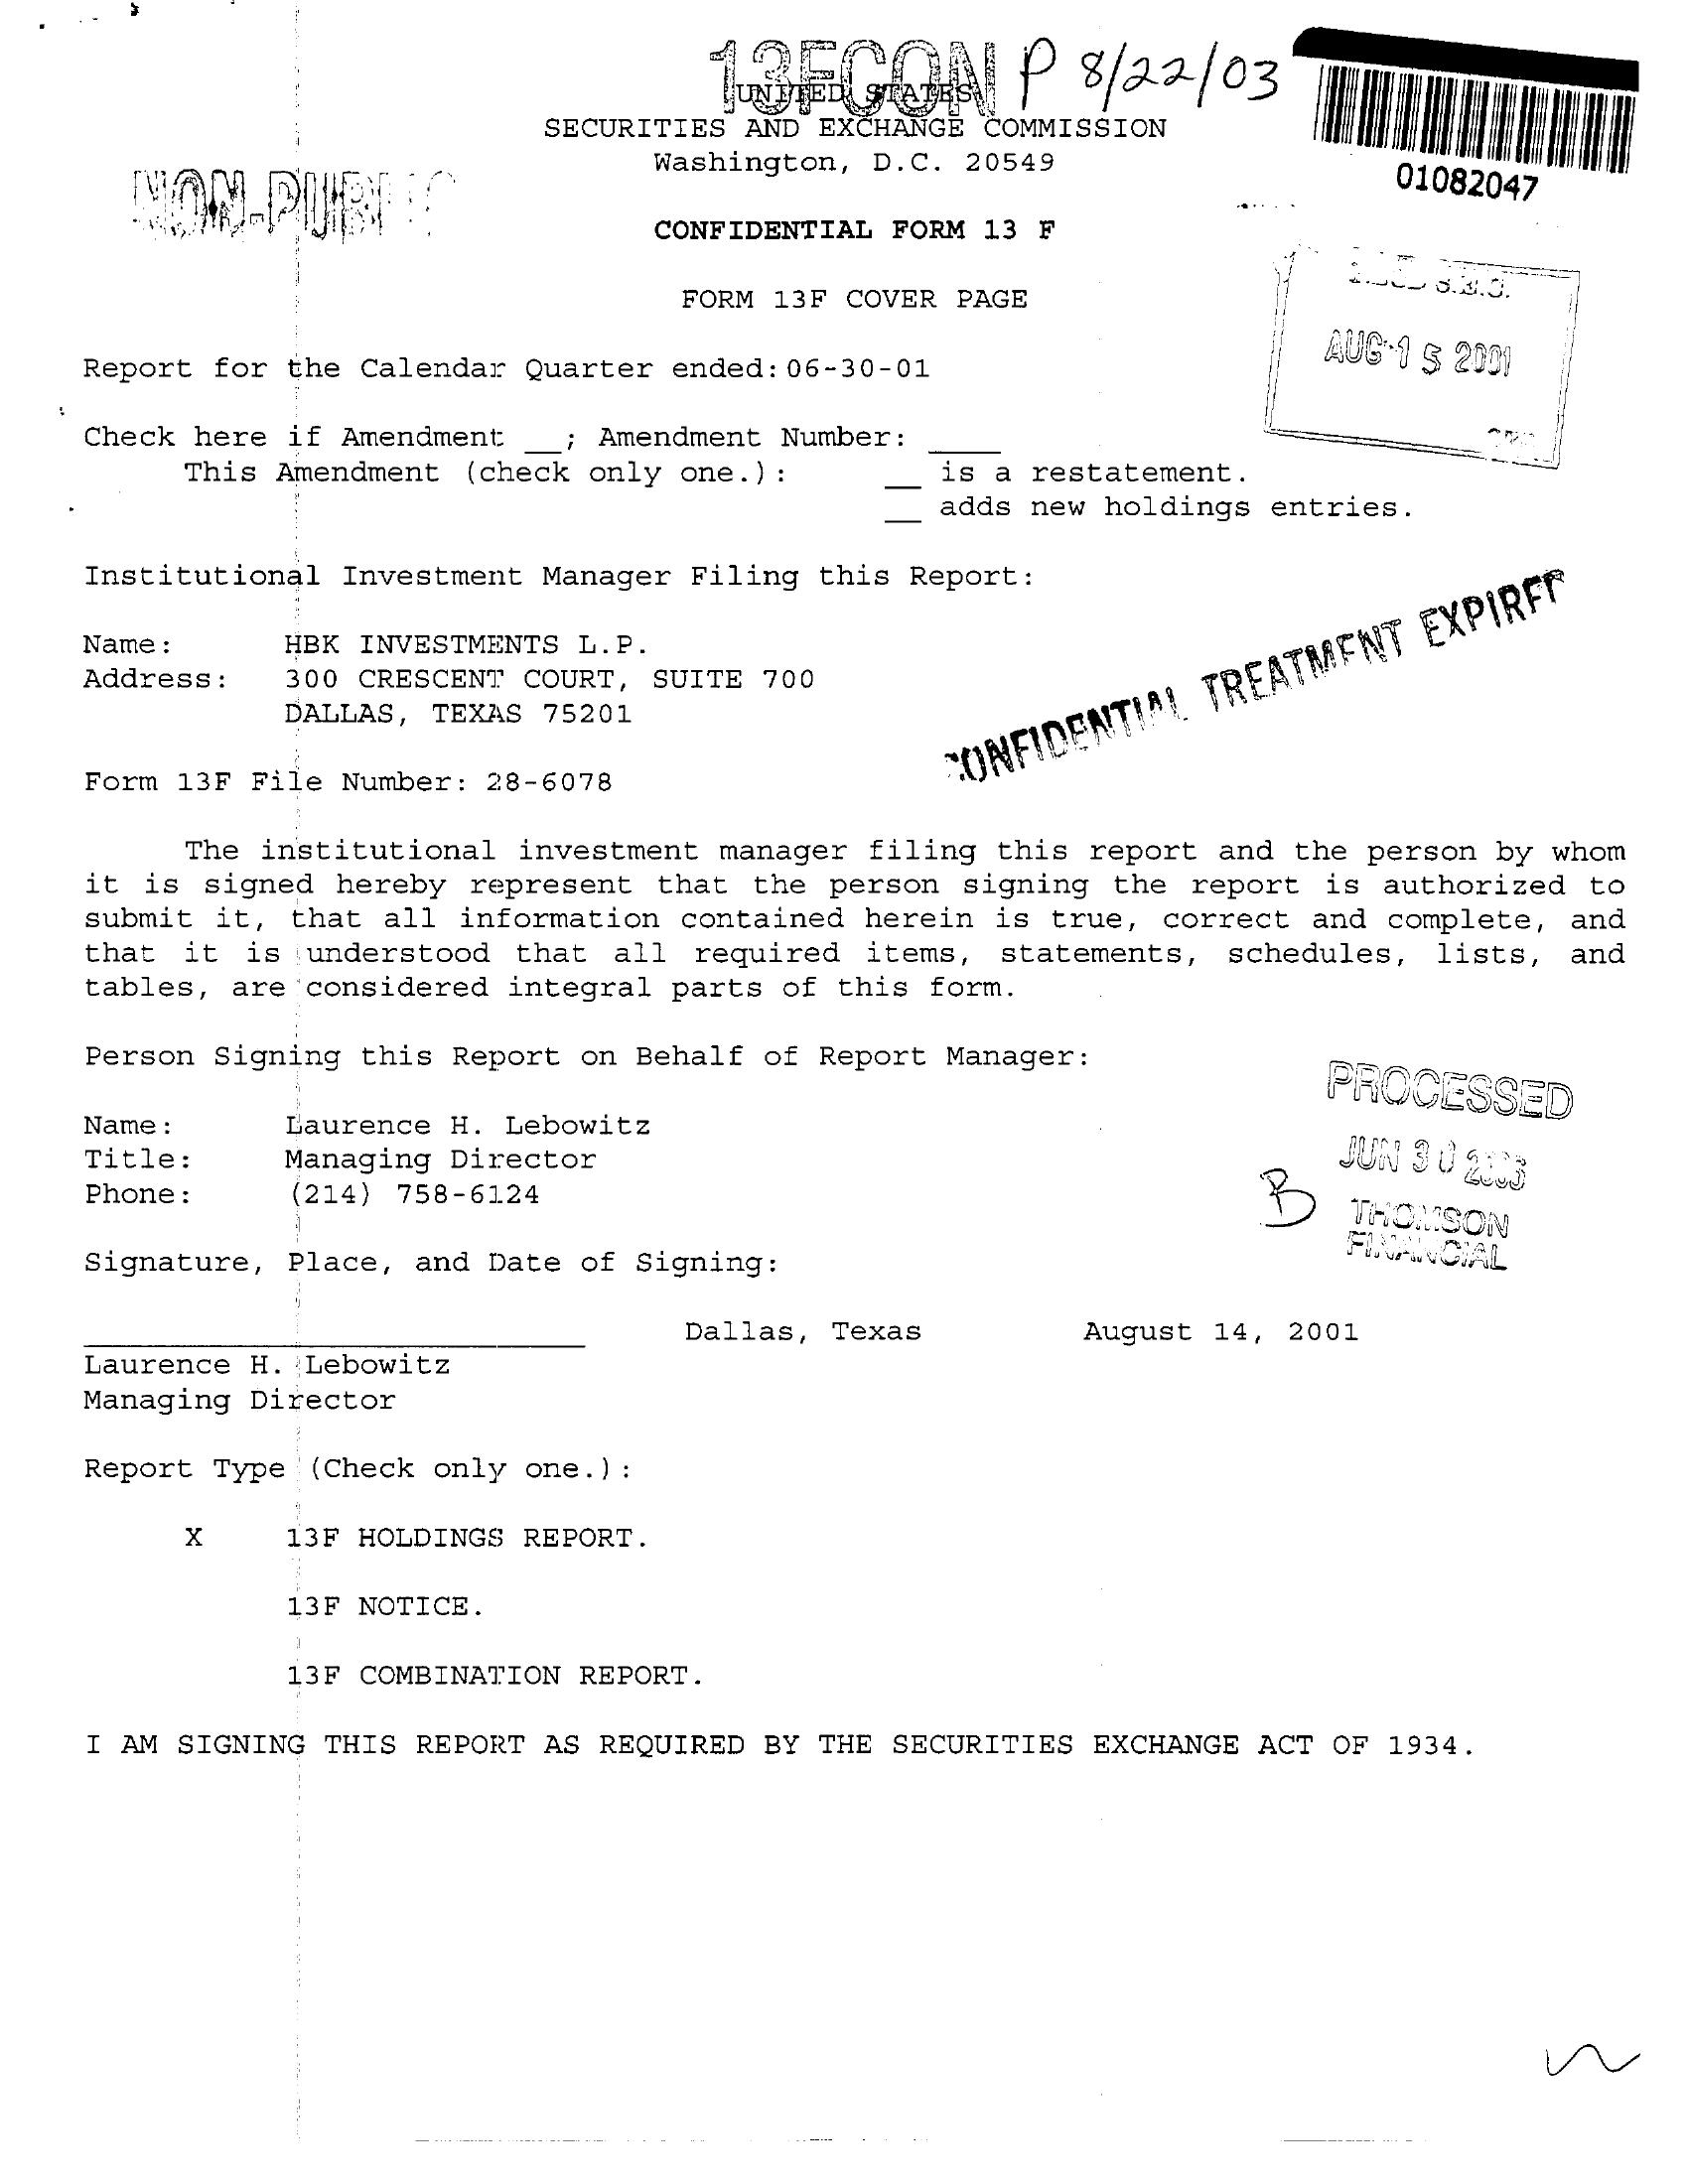 13FCON P 8/22/03
UNITED STATES
SECURITIES AND EXCHANGE COMMISSION
Washington, D.C. 20549
01082047
NON-PUBLIC
CONFIDENTIAL FORM 13 F
FORM 13F COVER PAGE
S.E.C.
AUG 15 2001
Report for the Calendar Quarter ended: 06-30-01
Check here if Amendment __; Amendment Number: ____
This Amendment (check only one.): __ is a restatement.
__ adds new holdings entries.
Institutional Investment Manager Filing this Report:
Name: HBK INVESTMENTS L.P.
Address: 300 CRESCENT COURT, SUITE 700
DALLAS, TEXAS 75201
CONFIDENTIAL TREATMENT EXPIRED
Form 13F File Number: 28-6078
The institutional investment manager filing this report and the person by whom
it is signed hereby represent that the person signing the report is authorized to
submit it, that all information contained herein is true, correct and complete, and
that it is understood that all required items, statements, schedules, lists, and
tables, are considered integral parts of this form.
Person Signing this Report on Behalf of Report Manager:
PROCESSED
Name: Laurence H. Lebowitz
Title: Managing Director
Phone: (214) 758-6124
JUN 30
B
THOMSON
FINANCIAL
Signature, Place, and Date of Signing:
Dallas, Texas August 14, 2001
Laurence H. Lebowitz
Managing Director
Report Type (Check only one.):
X 13F HOLDINGS REPORT.
13F NOTICE.
13F COMBINATION REPORT.
I AM SIGNING THIS REPORT AS REQUIRED BY THE SECURITIES EXCHANGE ACT OF 1934.